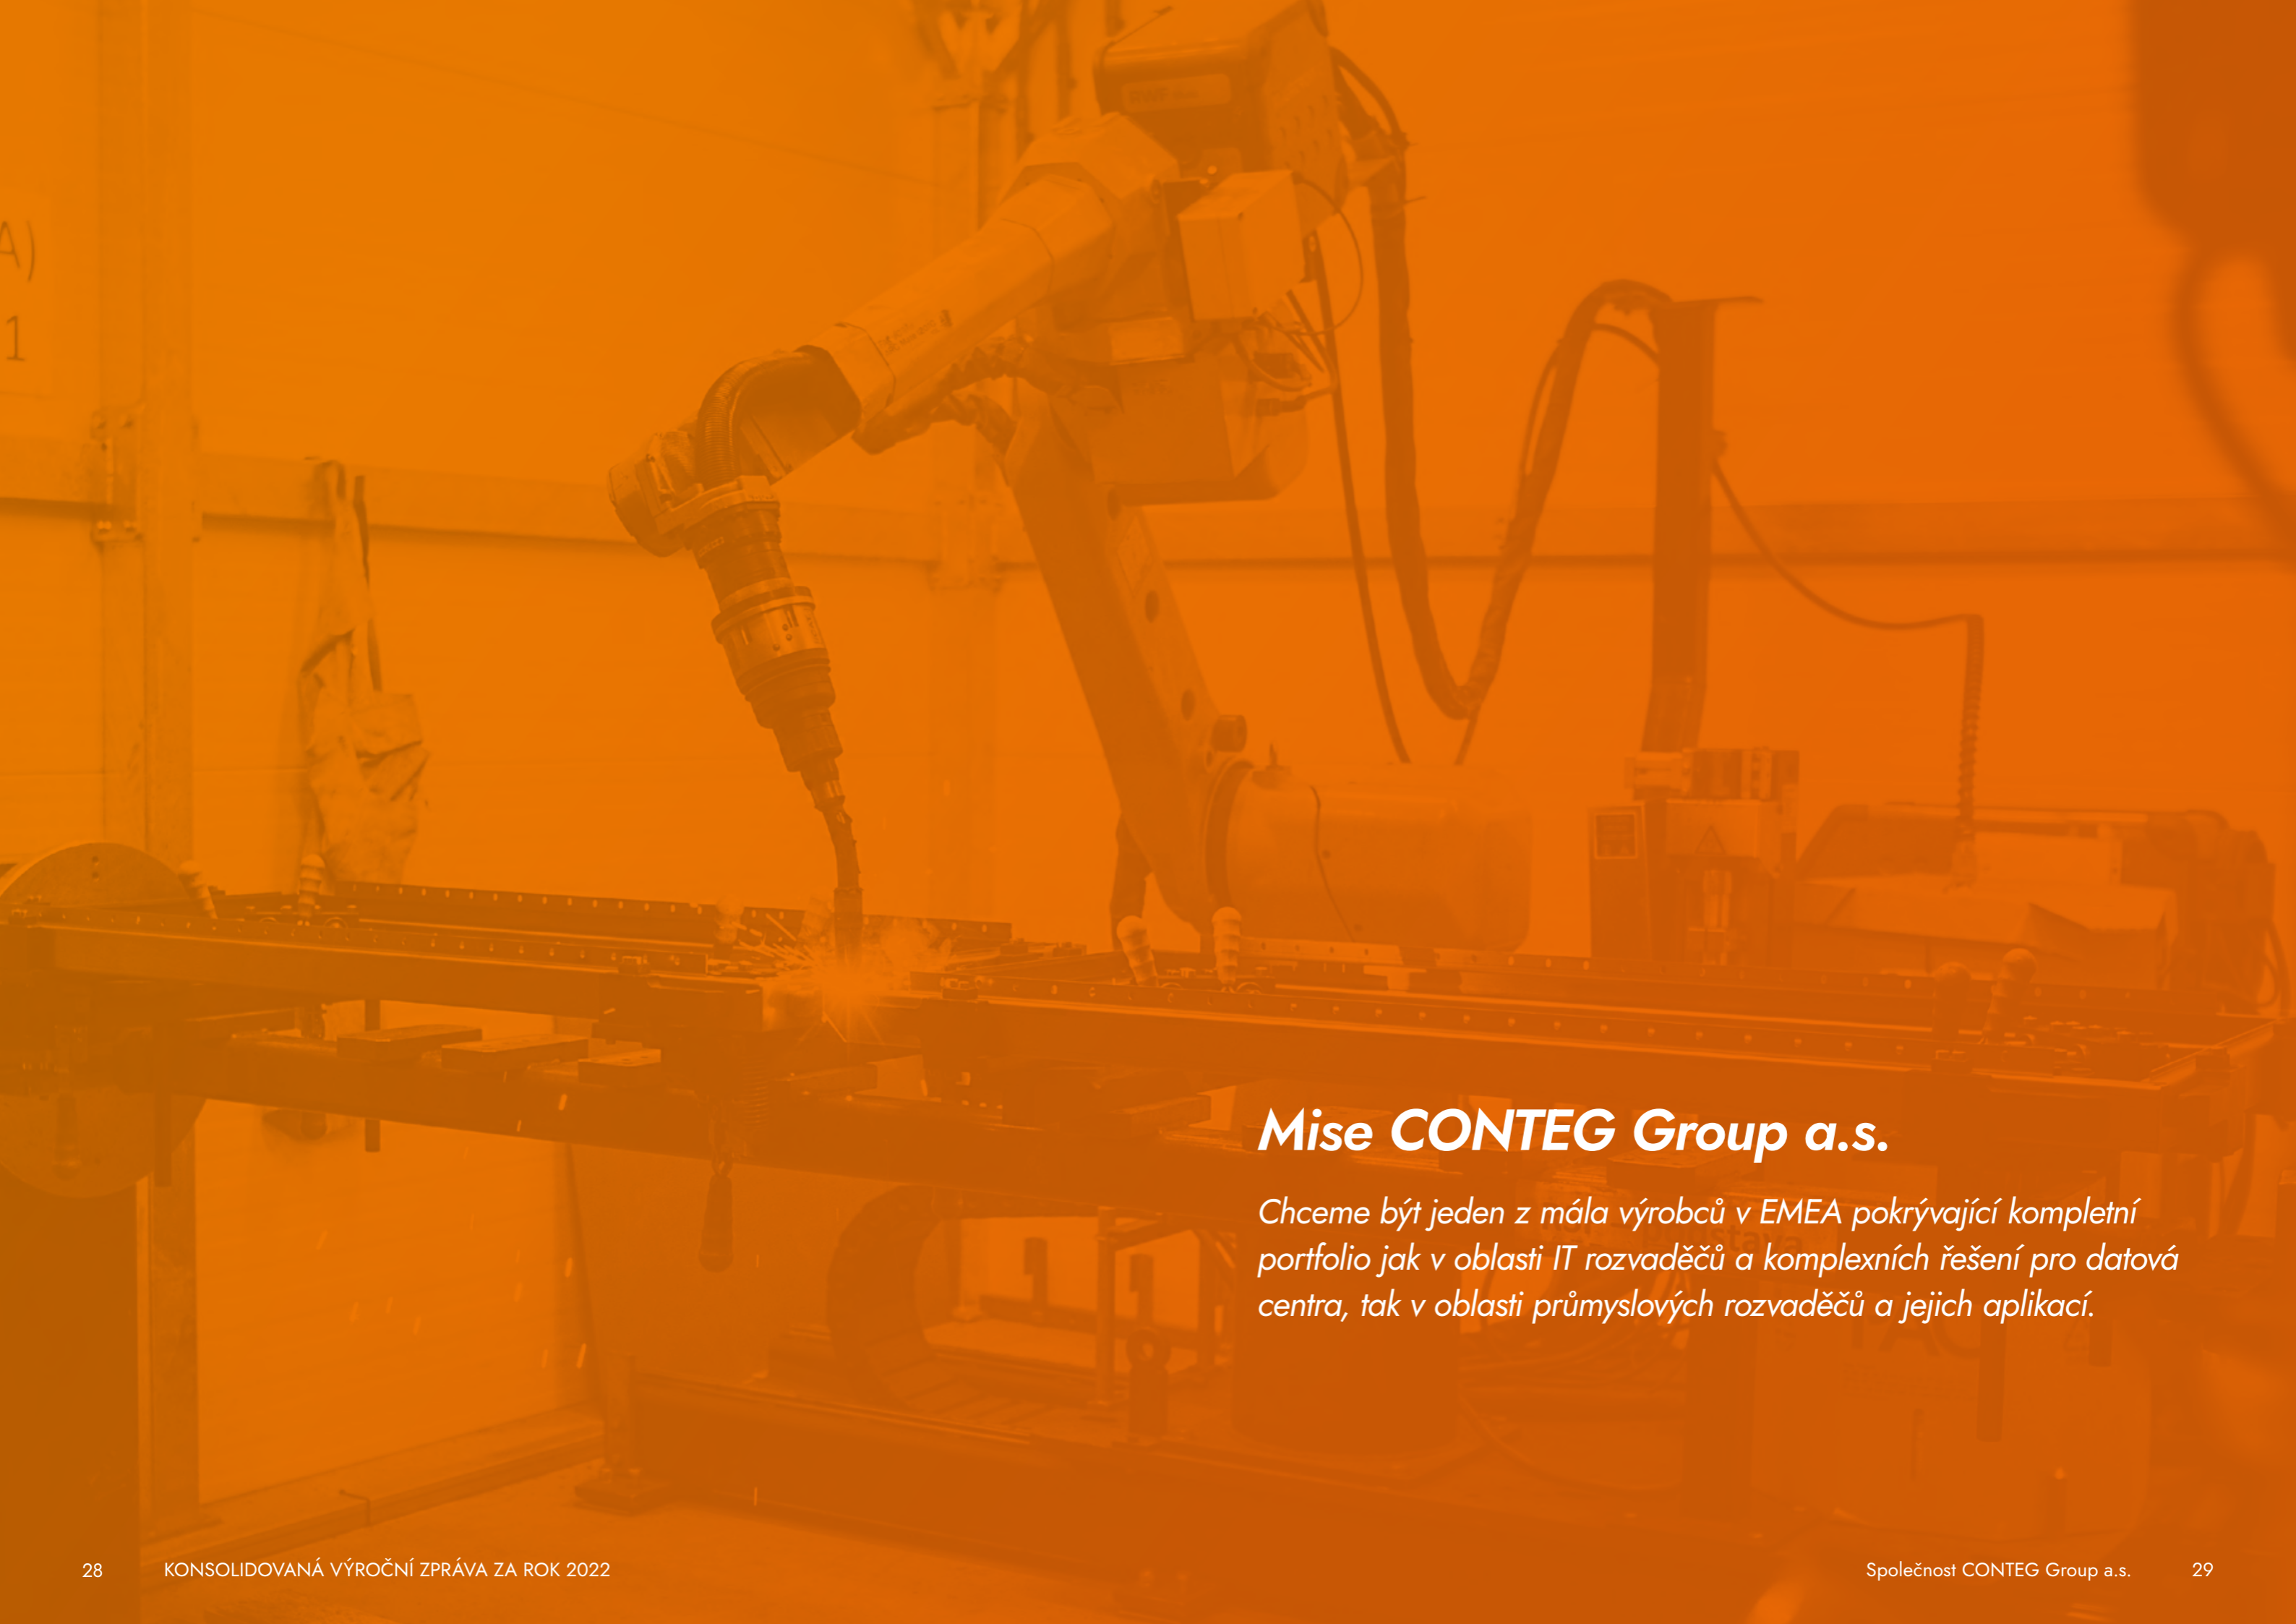 A)
1
Mise CONTEG Group a.s.
Chceme být jeden z mála výrobců v EMEA pokrývající kompletní
portfolio jak v oblasti IT rozvaděčů a komplexních řešení pro datová
centra, tak v oblasti průmyslových rozvaděčů a jejich aplikací.
28 KONSOLIDOVANÁ VÝROČNÍ ZPRÁVA ZA ROK 2022
Společnost CONTEG Group a.s. 29